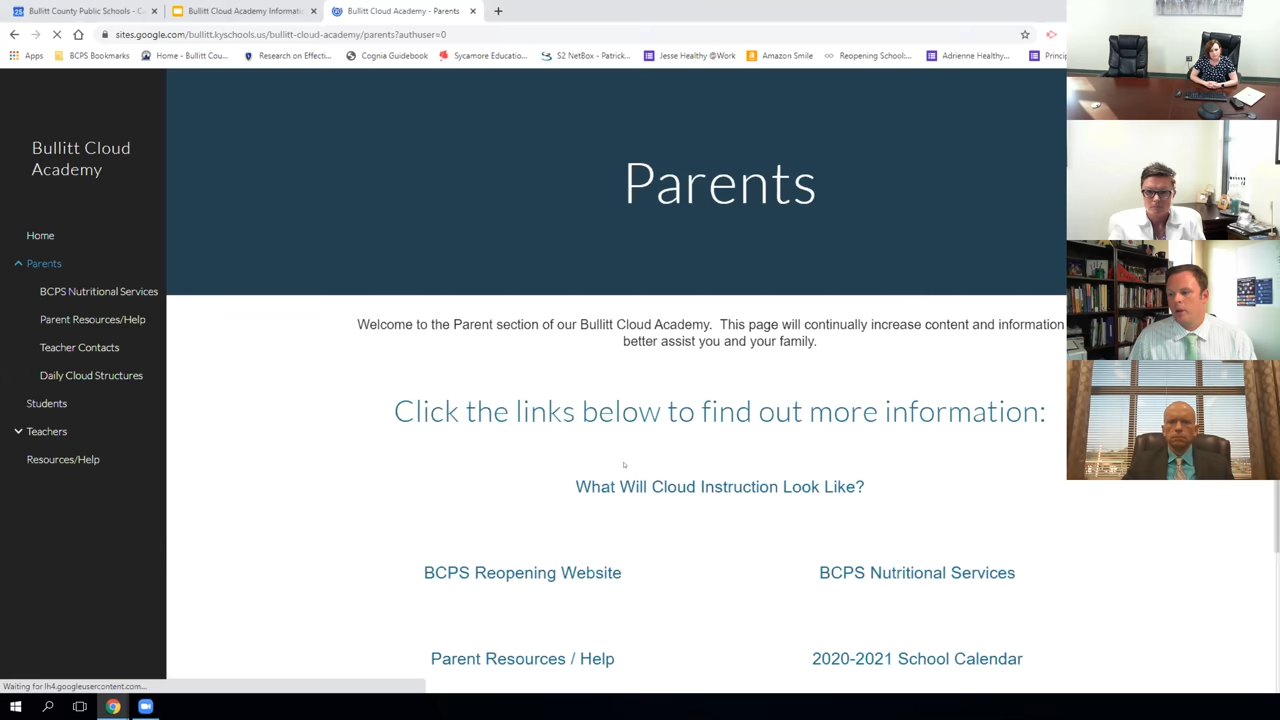 Bullitt County Public Schools - C
Bullitt Cloud Academy Informati
Bullitt Cloud Academy - Parents
sites.google.com/bullitt.kyschools.us/bullitt-cloud-academy/parents?authuser=0
Apps
BCPS Bookmarks
Home - Bullitt Cou...
Research on Effecti...
Cognia Guidebook
Sycamore Educatio...
S2 NetBox - Patrick...
Jesse Healthy @Work
Amazon Smile
Reopening School:...
Adrienne Healthy...
Princi
Bullitt Cloud
Academy
Home
Parents
BCPS Nutritional Services
Parent Resources/Help
Teacher Contacts
Daily Cloud Structures
Students
Teachers
Resources/Help
Parents
Welcome to the Parent section of our Bullitt Cloud Academy. This page will continually increase content and information
better assist you and your family.
Click the links below to find out more information:
What Will Cloud Instruction Look Like?
BCPS Reopening Website
BCPS Nutritional Services
Parent Resources / Help
2020-2021 School Calendar
Waiting for lh4.googleusercontent.com...